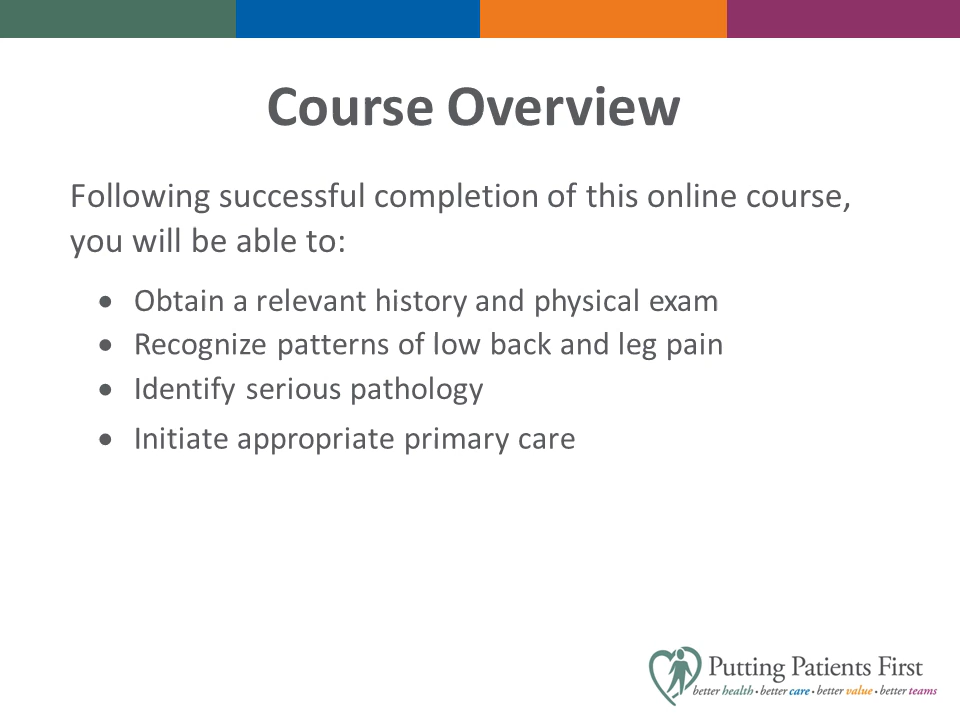 Course Overview
Following successful completion of this online course,
you will be able to:
• Obtain a relevant history and physical exam
• Recognize patterns of low back and leg pain
• Identify serious pathology
• Initiate appropriate primary care
Putting Patients First
better health • better care • better value • better teams